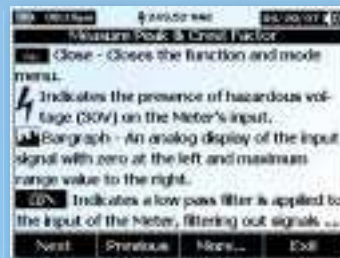 Measure Peak & Crest Factor
Close - Closes the function and mode
menu.
Indicates the presence of hazardous vol-
tage (30V) on the Meter's input.
Bargraph - An analog display of the input
signal with zero at the left and maximum
range value to the right.
Indicates a low pass filter is applied to
the input of the Meter, filtering out signals ...
Next Previous More... Exit